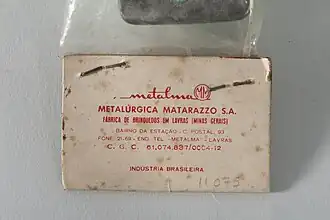 metalma MM
METALÚRGICA MATARAZZO S.A.
FÁBRICA DE BRINQUEDOS EM LAVRAS (MINAS GERAIS)
BAIRRO DA ESTAÇÃO - C. POSTAL, 93
FONE, 21-69 - END. TEL. "METALMA" - LAVRAS
C. G. C. 61.074.837/0004-12
INDÚSTRIA BRASILEIRA